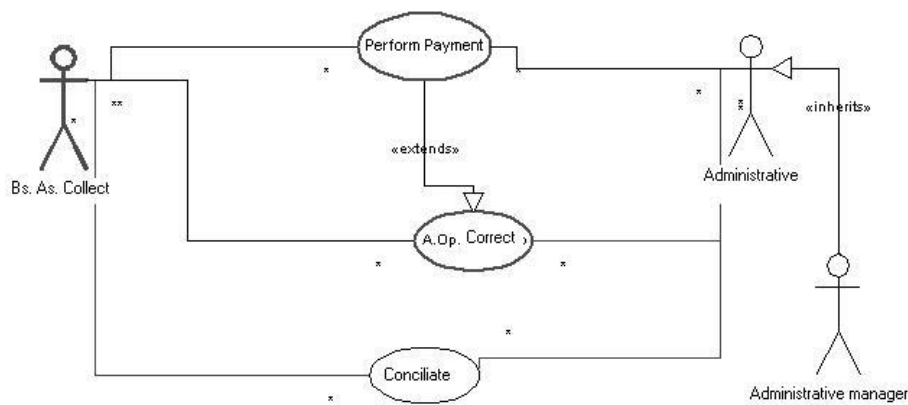 Perform Payment
*
*
*
**
*
**
«inherits»
«extends»
Bs. As. Collect
Administrative
A.Op. Correct
*
*
*
Conciliate
*
Administrative manager